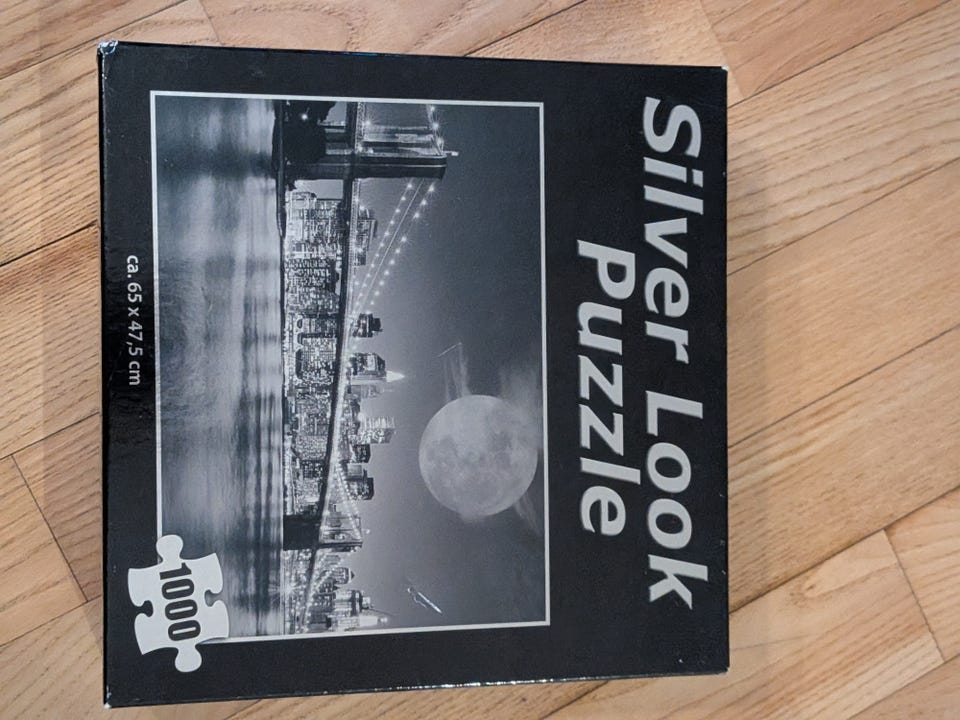 Silver Look
Puzzle
ca. 65 x 47,5 cm
1000